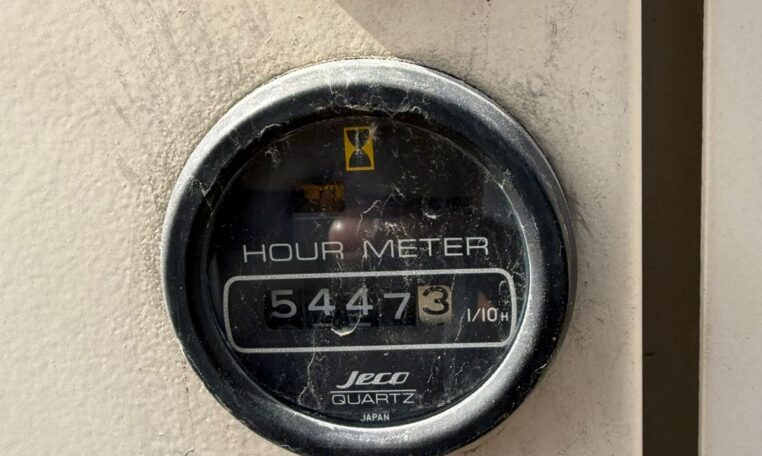 HOUR METER
54473 1/10H
Jeco
QUARTZ
JAPAN